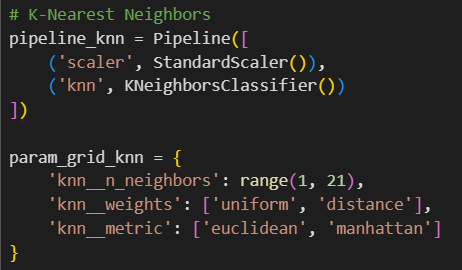 # K-Nearest Neighbors
pipeline_knn = Pipeline([
    ('scaler', StandardScaler()),
    ('knn', KNeighborsClassifier())
])

param_grid_knn = {
    'knn__n_neighbors': range(1, 21),
    'knn__weights': ['uniform', 'distance'],
    'knn__metric': ['euclidean', 'manhattan']
}